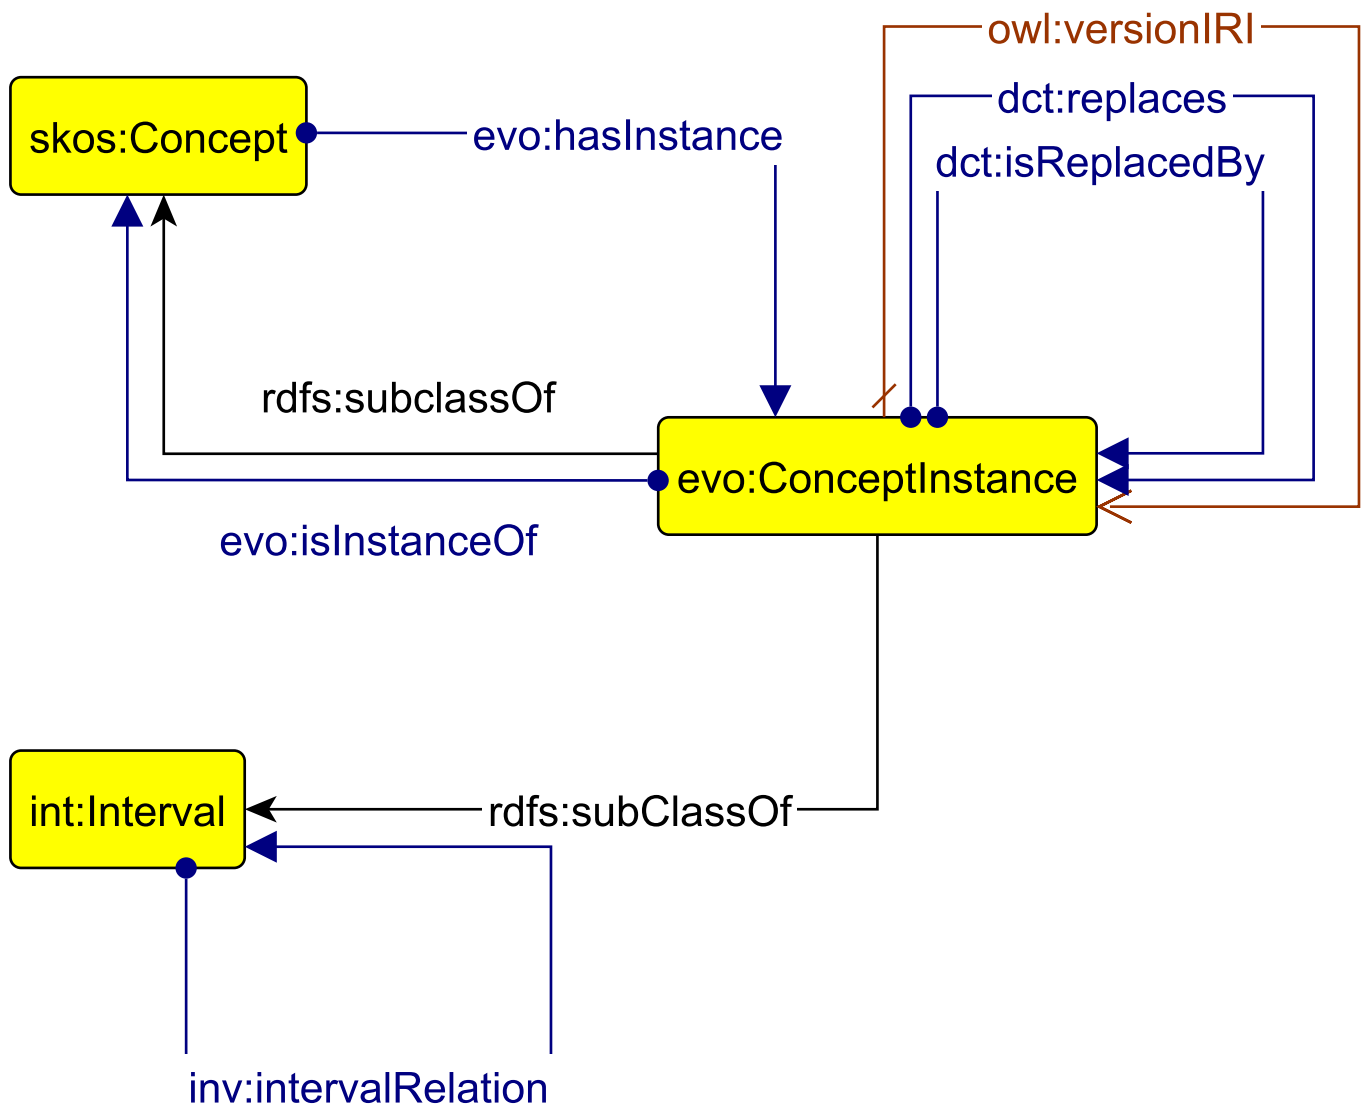 owl:versionIRI
dct:replaces
skos:Concept
evo:hasInstance
dct:isReplacedBy
rdfs:subclassOf
evo:ConceptInstance
evo:isInstanceOf
int:Interval
rdfs:subClassOf
inv:intervalRelation